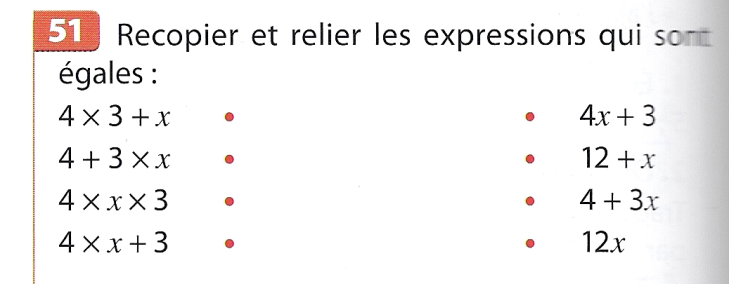 51 Recopier et relier les expressions qui sont
égales :
4 × 3 + x • • 4x + 3
4 + 3 × x • • 12 + x
4 × x × 3 • • 4 + 3x
4 × x + 3 • • 12x